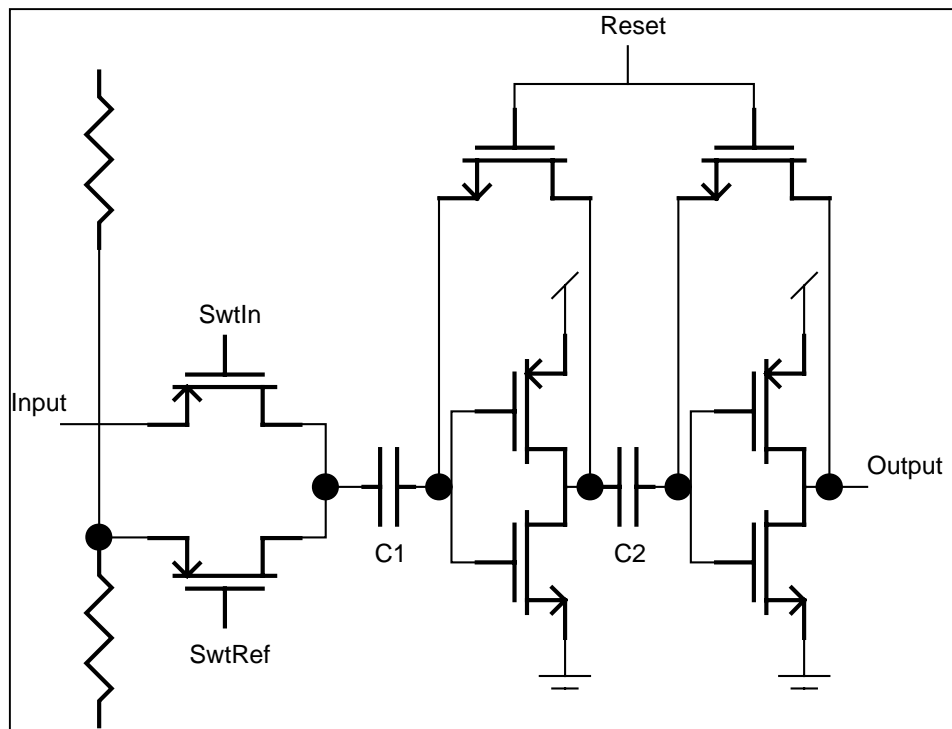 Reset
SwtIn
Input
Output
C1
C2
SwtRef